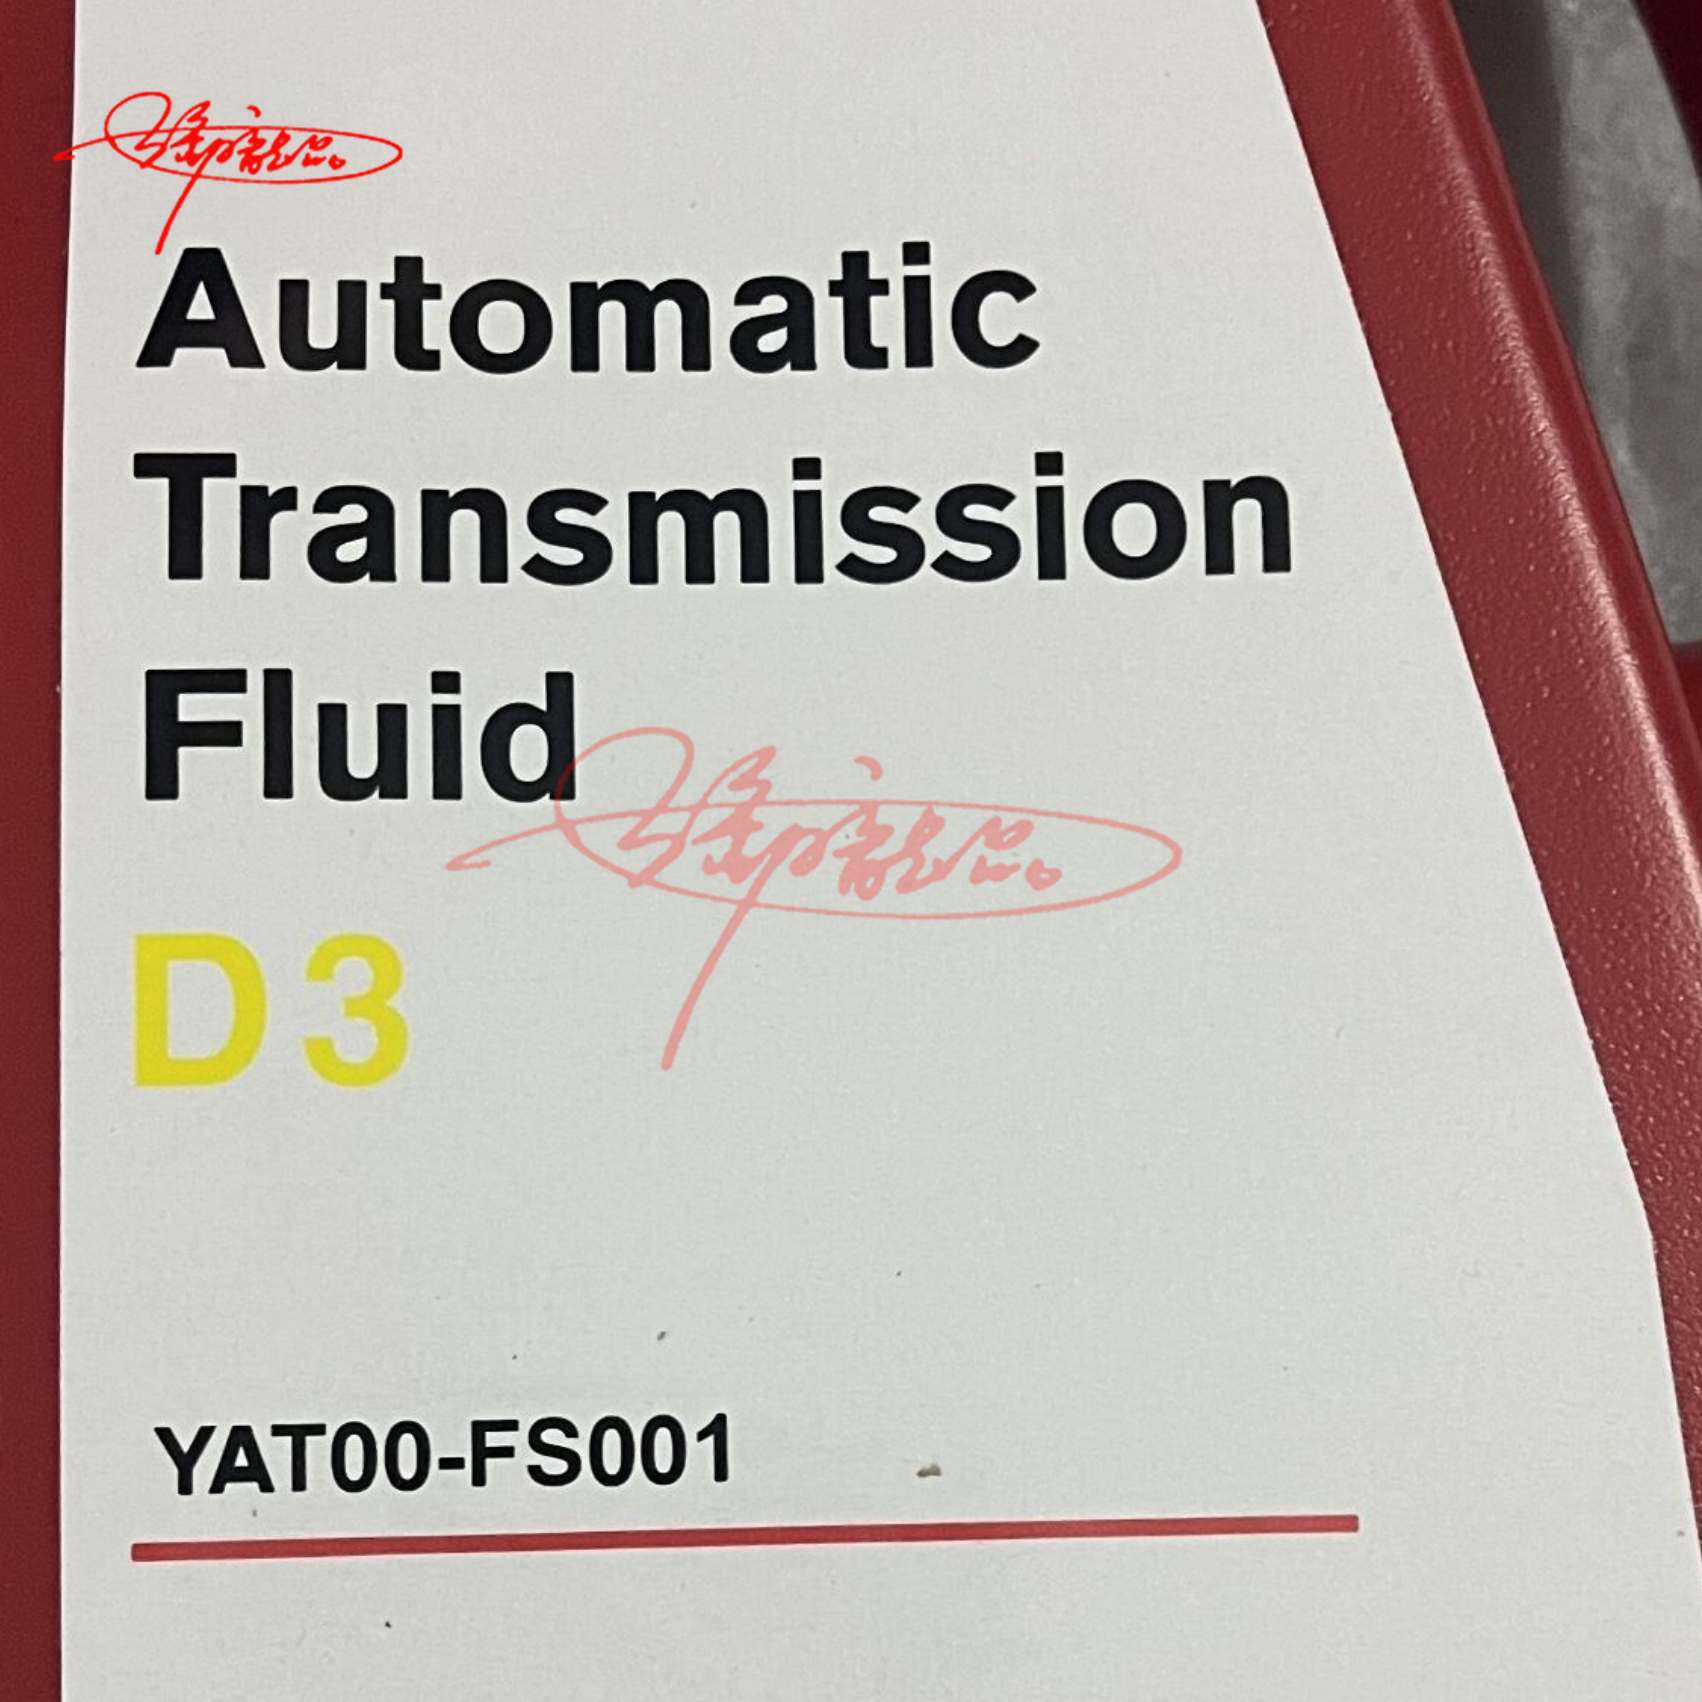 Automatic
Transmission
Fluid
D3
YAT00-FS001